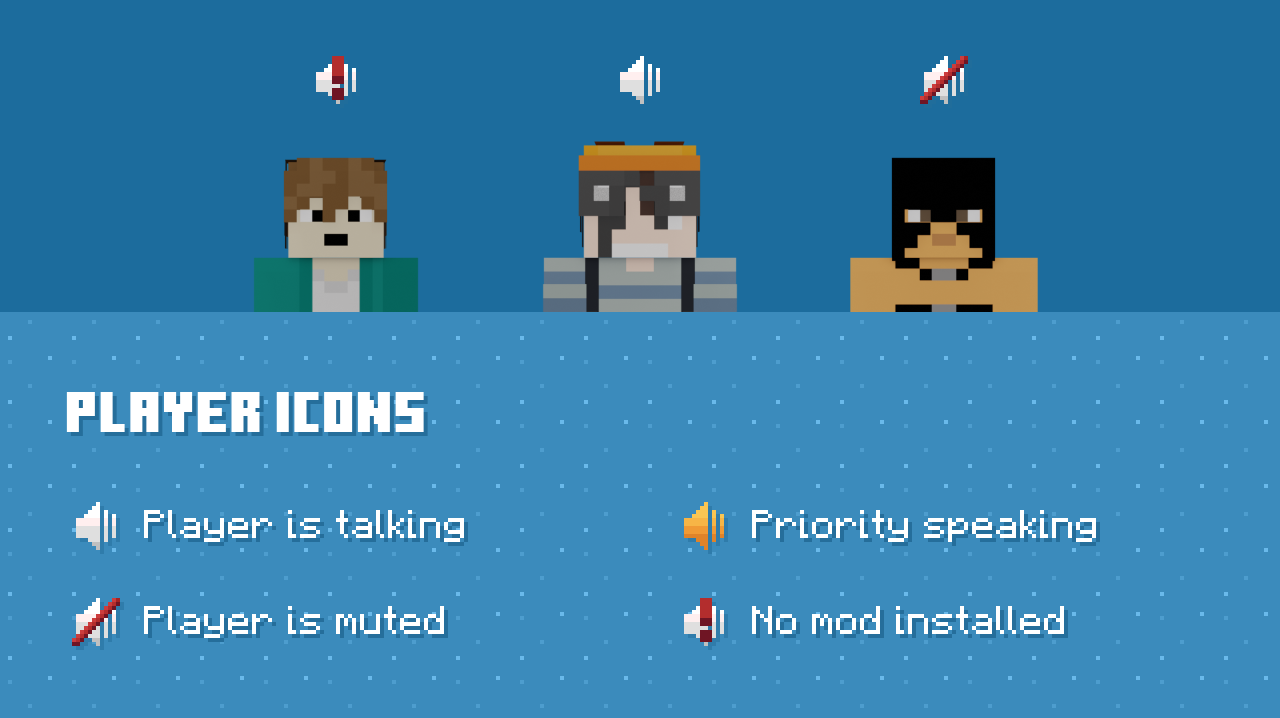 PLAYER ICONS
Player is talking
Priority speaking
Player is muted
No mod installed